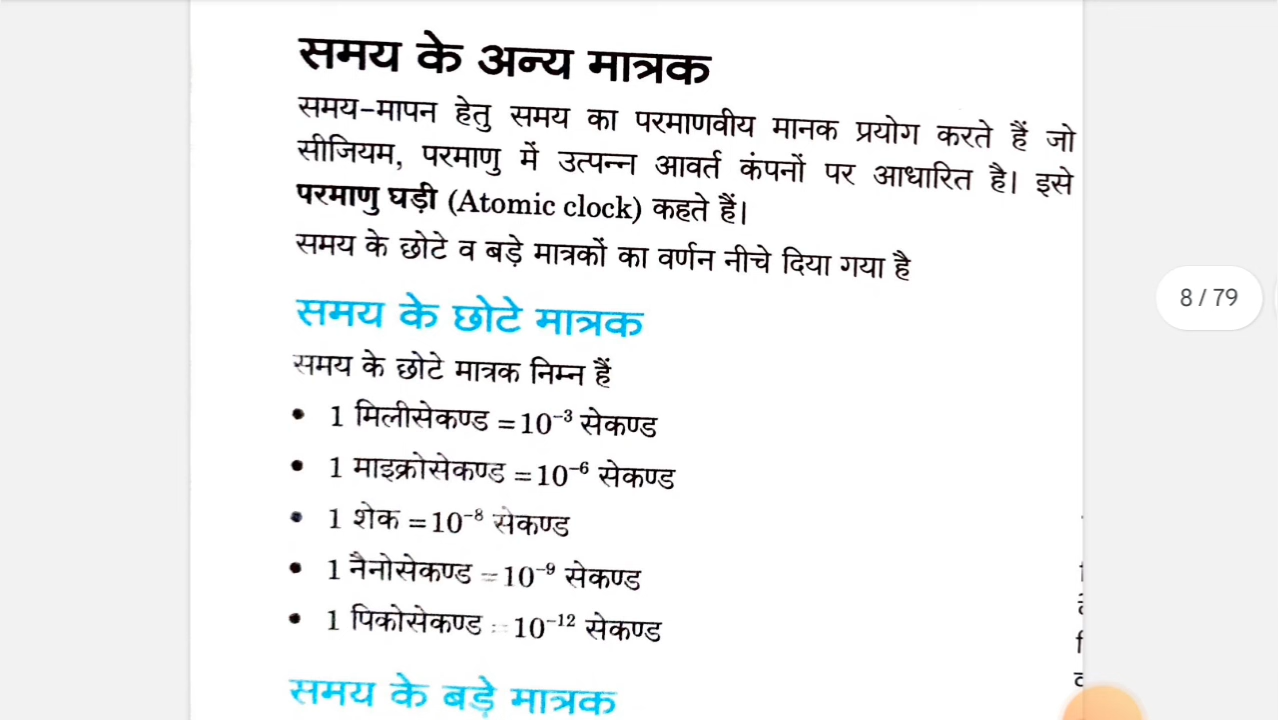 समय के अन्य मात्रक
समय-मापन हेतु समय का परमाणवीय मानक प्रयोग करते हैं जो
सीजियम, परमाणु में उत्पन्न आवर्त कंपनों पर आधारित है। इसे
परमाणु घड़ी (Atomic clock) कहते हैं।
समय के छोटे व बड़े मात्रकों का वर्णन नीचे दिया गया है
8 / 79
समय के छोटे मात्रक
समय के छोटे मात्रक निम्न हैं
• 1 मिलीसेकण्ड = 10⁻³ सेकण्ड
• 1 माइक्रोसेकण्ड = 10⁻⁶ सेकण्ड
• 1 शेक = 10⁻⁸ सेकण्ड
• 1 नैनोसेकण्ड = 10⁻⁹ सेकण्ड
• 1 पिकोसेकण्ड = 10⁻¹² सेकण्ड
समय के बड़े मात्रक